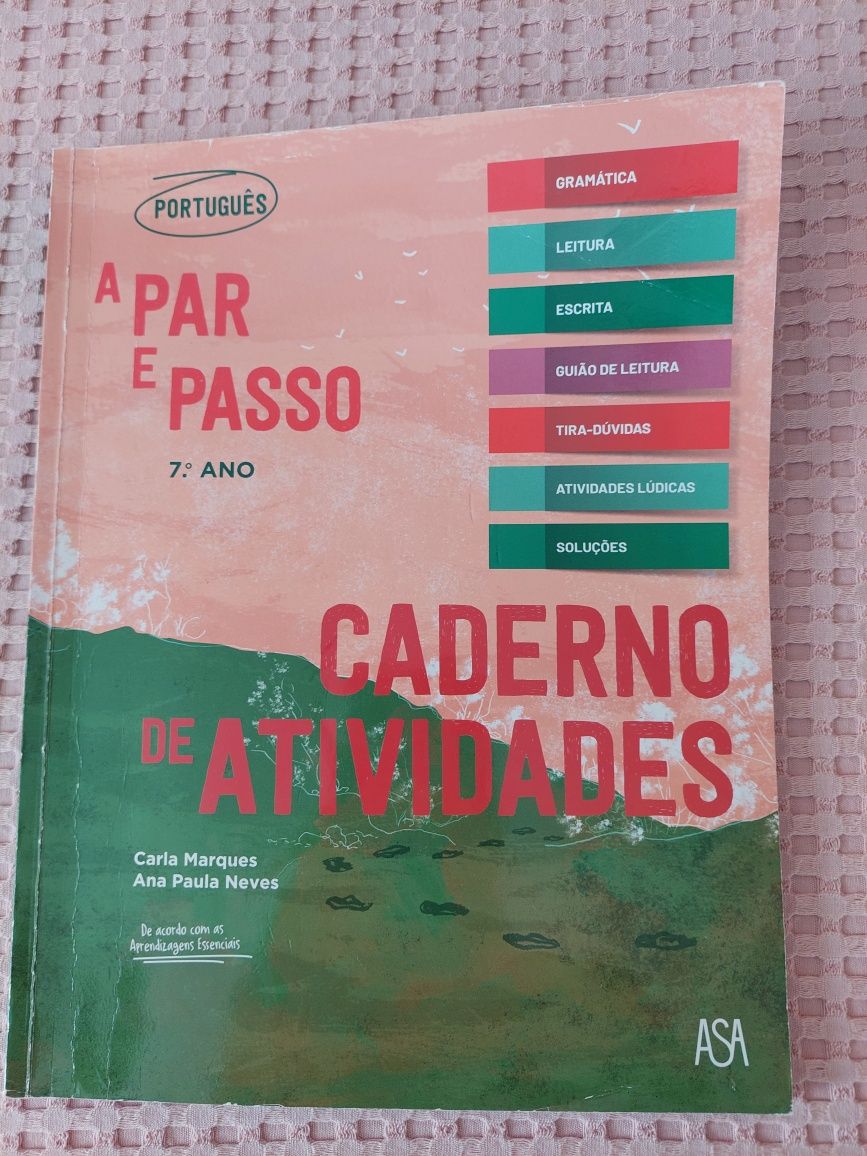 PORTUGUÊS
A PAR
E PASSO
7.º ANO
GRAMÁTICA
LEITURA
ESCRITA
GUIÃO DE LEITURA
TIRA-DÚVIDAS
ATIVIDADES LÚDICAS
SOLUÇÕES
CADERNO
DE ATIVIDADES
Carla Marques
Ana Paula Neves
De acordo com as
Aprendizagens Essenciais
ASA